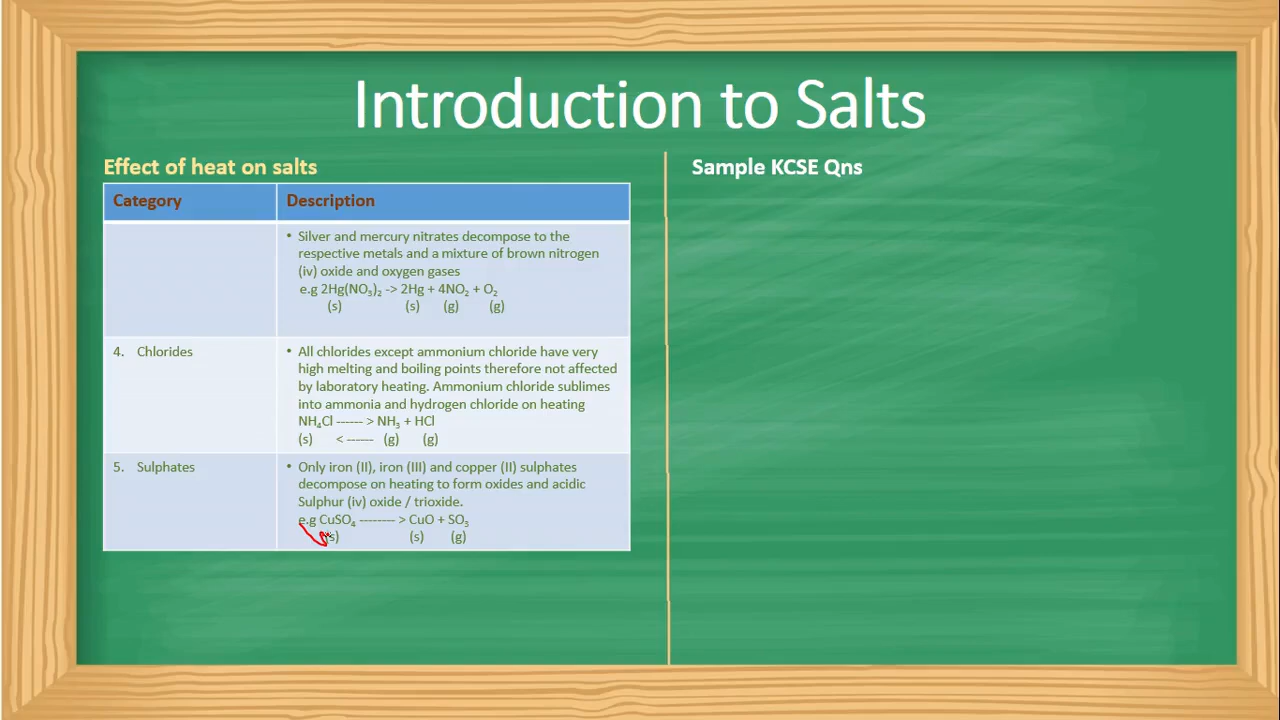 Introduction to Salts
Effect of heat on salts
Category Description
• Silver and mercury nitrates decompose to the
respective metals and a mixture of brown nitrogen
(iv) oxide and oxygen gases
e.g 2Hg(NO₃)₂ -> 2Hg + 4NO₂ + O₂
(s) (s) (g) (g)
4. Chlorides
• All chlorides except ammonium chloride have very
high melting and boiling points therefore not affected
by laboratory heating. Ammonium chloride sublimes
into ammonia and hydrogen chloride on heating
NH₄Cl ------ > NH₃ + HCl
(s) < ------ (g) (g)
5. Sulphates
• Only iron (II), iron (III) and copper (II) sulphates
decompose on heating to form oxides and acidic
Sulphur (iv) oxide / trioxide.
e.g CuSO₄ -------- > CuO + SO₃
(s) (s) (g)
Sample KCSE Qns